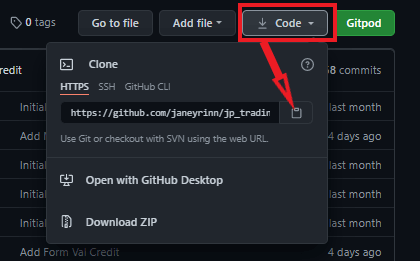 0 tags
Go to file
Add file
Code
Gitpod
Clone
HTTPS SSH GitHub CLI
https://github.com/janeyrinn/jp_tradin
Use Git or checkout with SVN using the web URL.
Open with GitHub Desktop
Download ZIP
redit
8 commits
Initial
last month
Add
4 days ago
Initial
last month
Initial
last month
Initial
last month
Add Form Val Credit
4 days ago